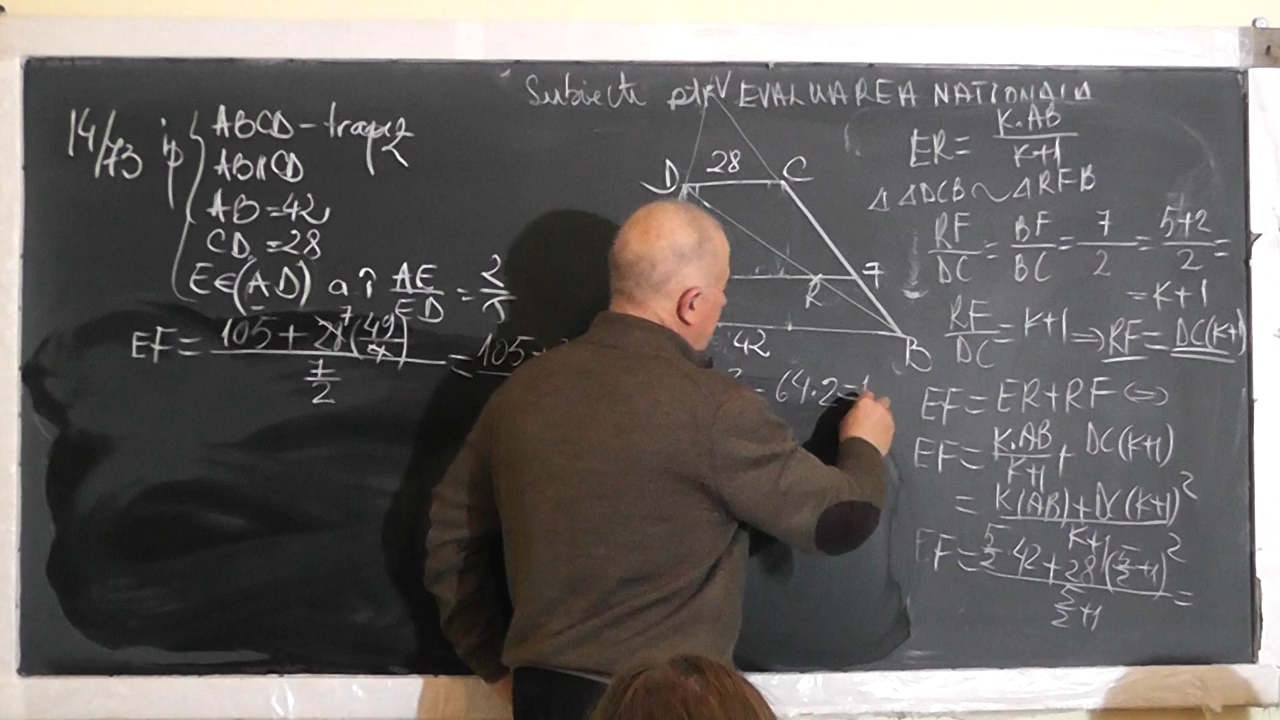 Subiecte ptr EVALUAREA NATIONALA
V
14/73 ip
ABCD - trapez
AB∥CD
AB = 42
CD = 28
E∈(AD) a î AE/ED = 2/5
EF = (105 + 28⁷(49/4))/(7/2) = 105
D 28 C
F
R
42
B
- 64·2=1
ER = K·AB/(K+1)
Δ ΔDCB ~ ΔRFB
RF/DC = BF/BC = 7/2 = (5+2)/2 =
= K+1
RF/DC = K+1 ⇒ RF = DC(K+1)
EF = ER+RF ⇔
EF = K·AB/(K+1) + DC(K+1)
= (K(AB)+DC(K+1)²)/(K+1)
EF = (5/2·42+28(5/2+1)²)/(5/2+1) =